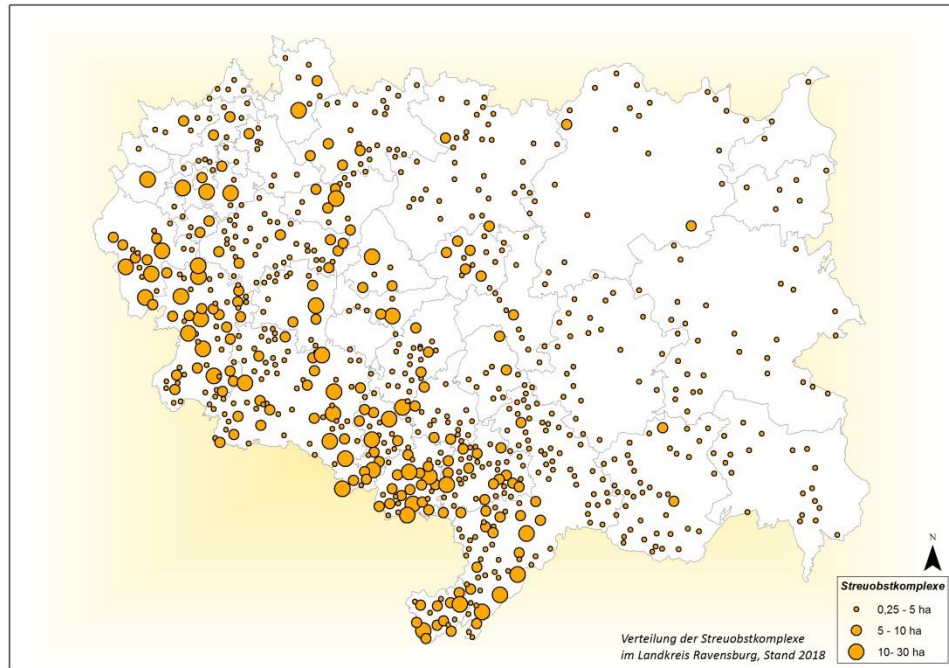 N
Streuobstkomplexe
0,25 - 5 ha
5 - 10 ha
10- 30 ha
Verteilung der Streuobstkomplexe
im Landkreis Ravensburg, Stand 2018